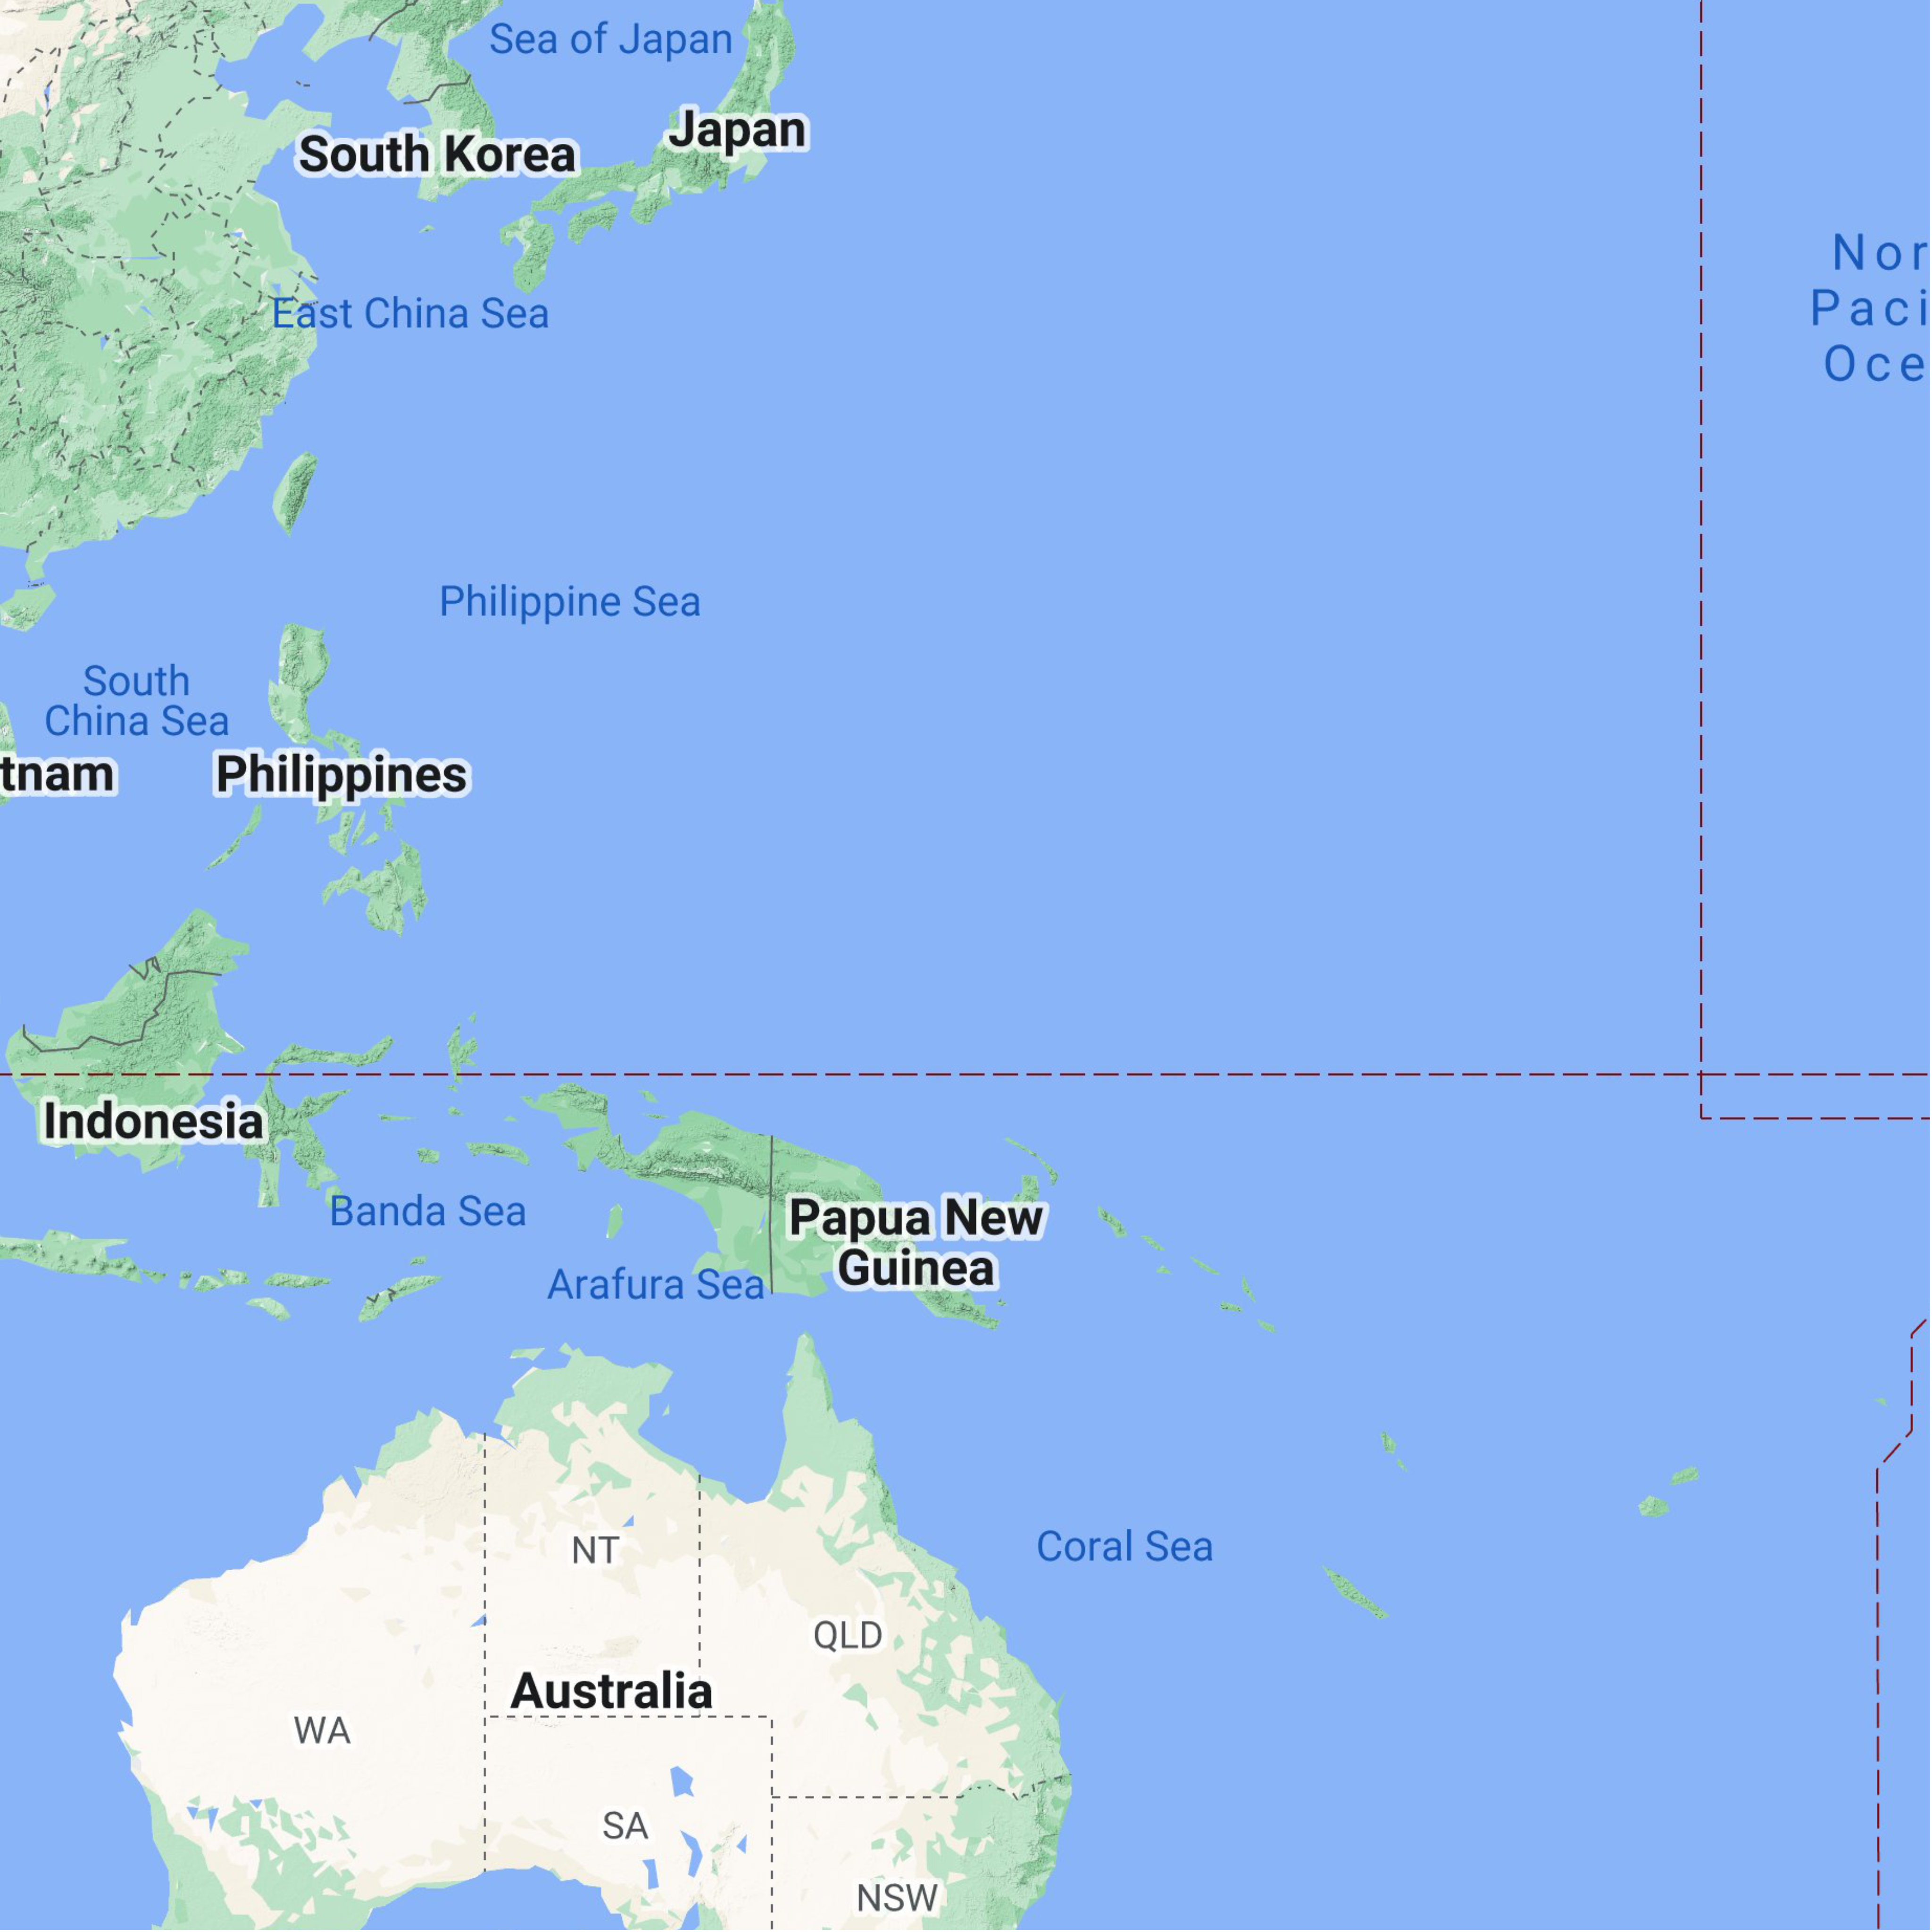 Sea of Japan
Japan
South Korea
Nor
Paci
Oce
East China Sea
Philippine Sea
South
China Sea
tnam
Philippines
Indonesia
Banda Sea
Papua New
Guinea
Arafura Sea
NT
Coral Sea
QLD
Australia
WA
SA
NSW